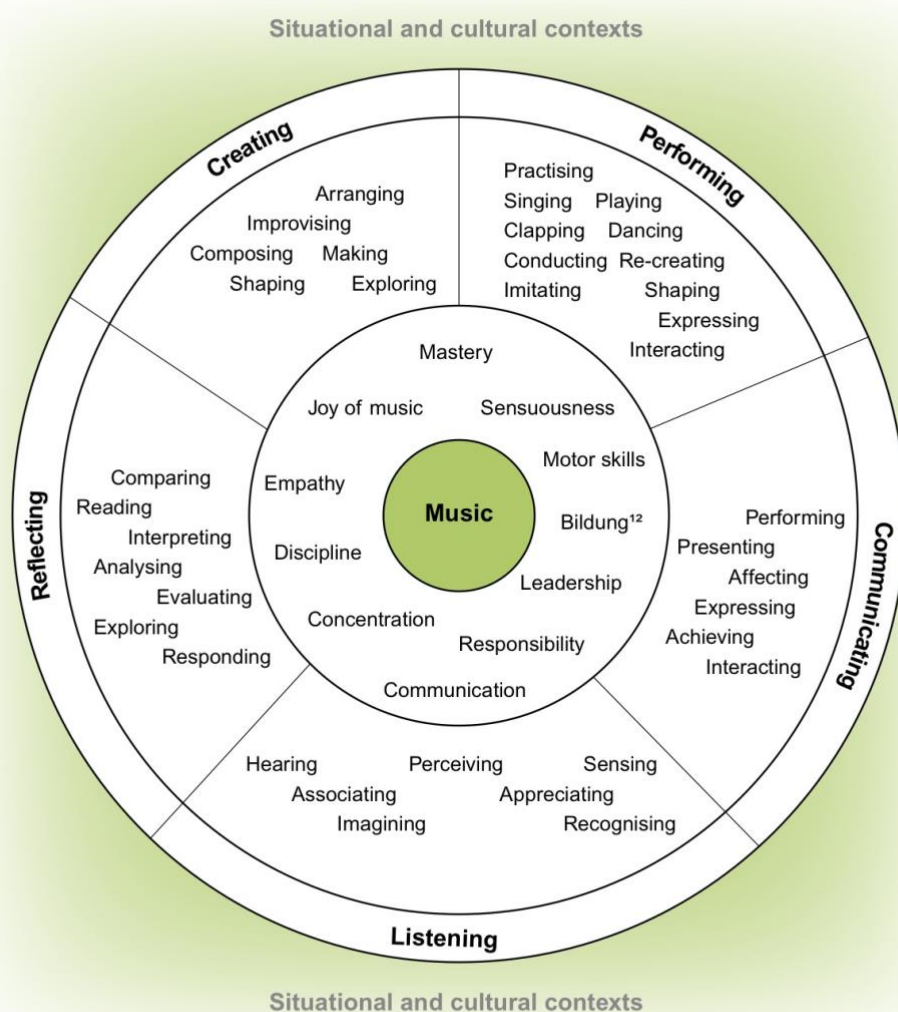 Situational and cultural contexts
Creating
Arranging
Improvising
Composing Making
Shaping Exploring
Performing
Practising
Singing Playing
Clapping Dancing
Conducting Re-creating
Imitating Shaping
Expressing
Interacting
Communicating
Performing
Presenting
Affecting
Expressing
Achieving
Interacting
Listening
Hearing Perceiving Sensing
Associating Appreciating
Imagining Recognising
Reflecting
Comparing
Reading
Interpreting
Analysing
Evaluating
Exploring
Responding
Mastery
Joy of music Sensuousness
Motor skills
Empathy
Bildung¹²
Discipline
Leadership
Concentration
Responsibility
Communication
Music
Situational and cultural contexts